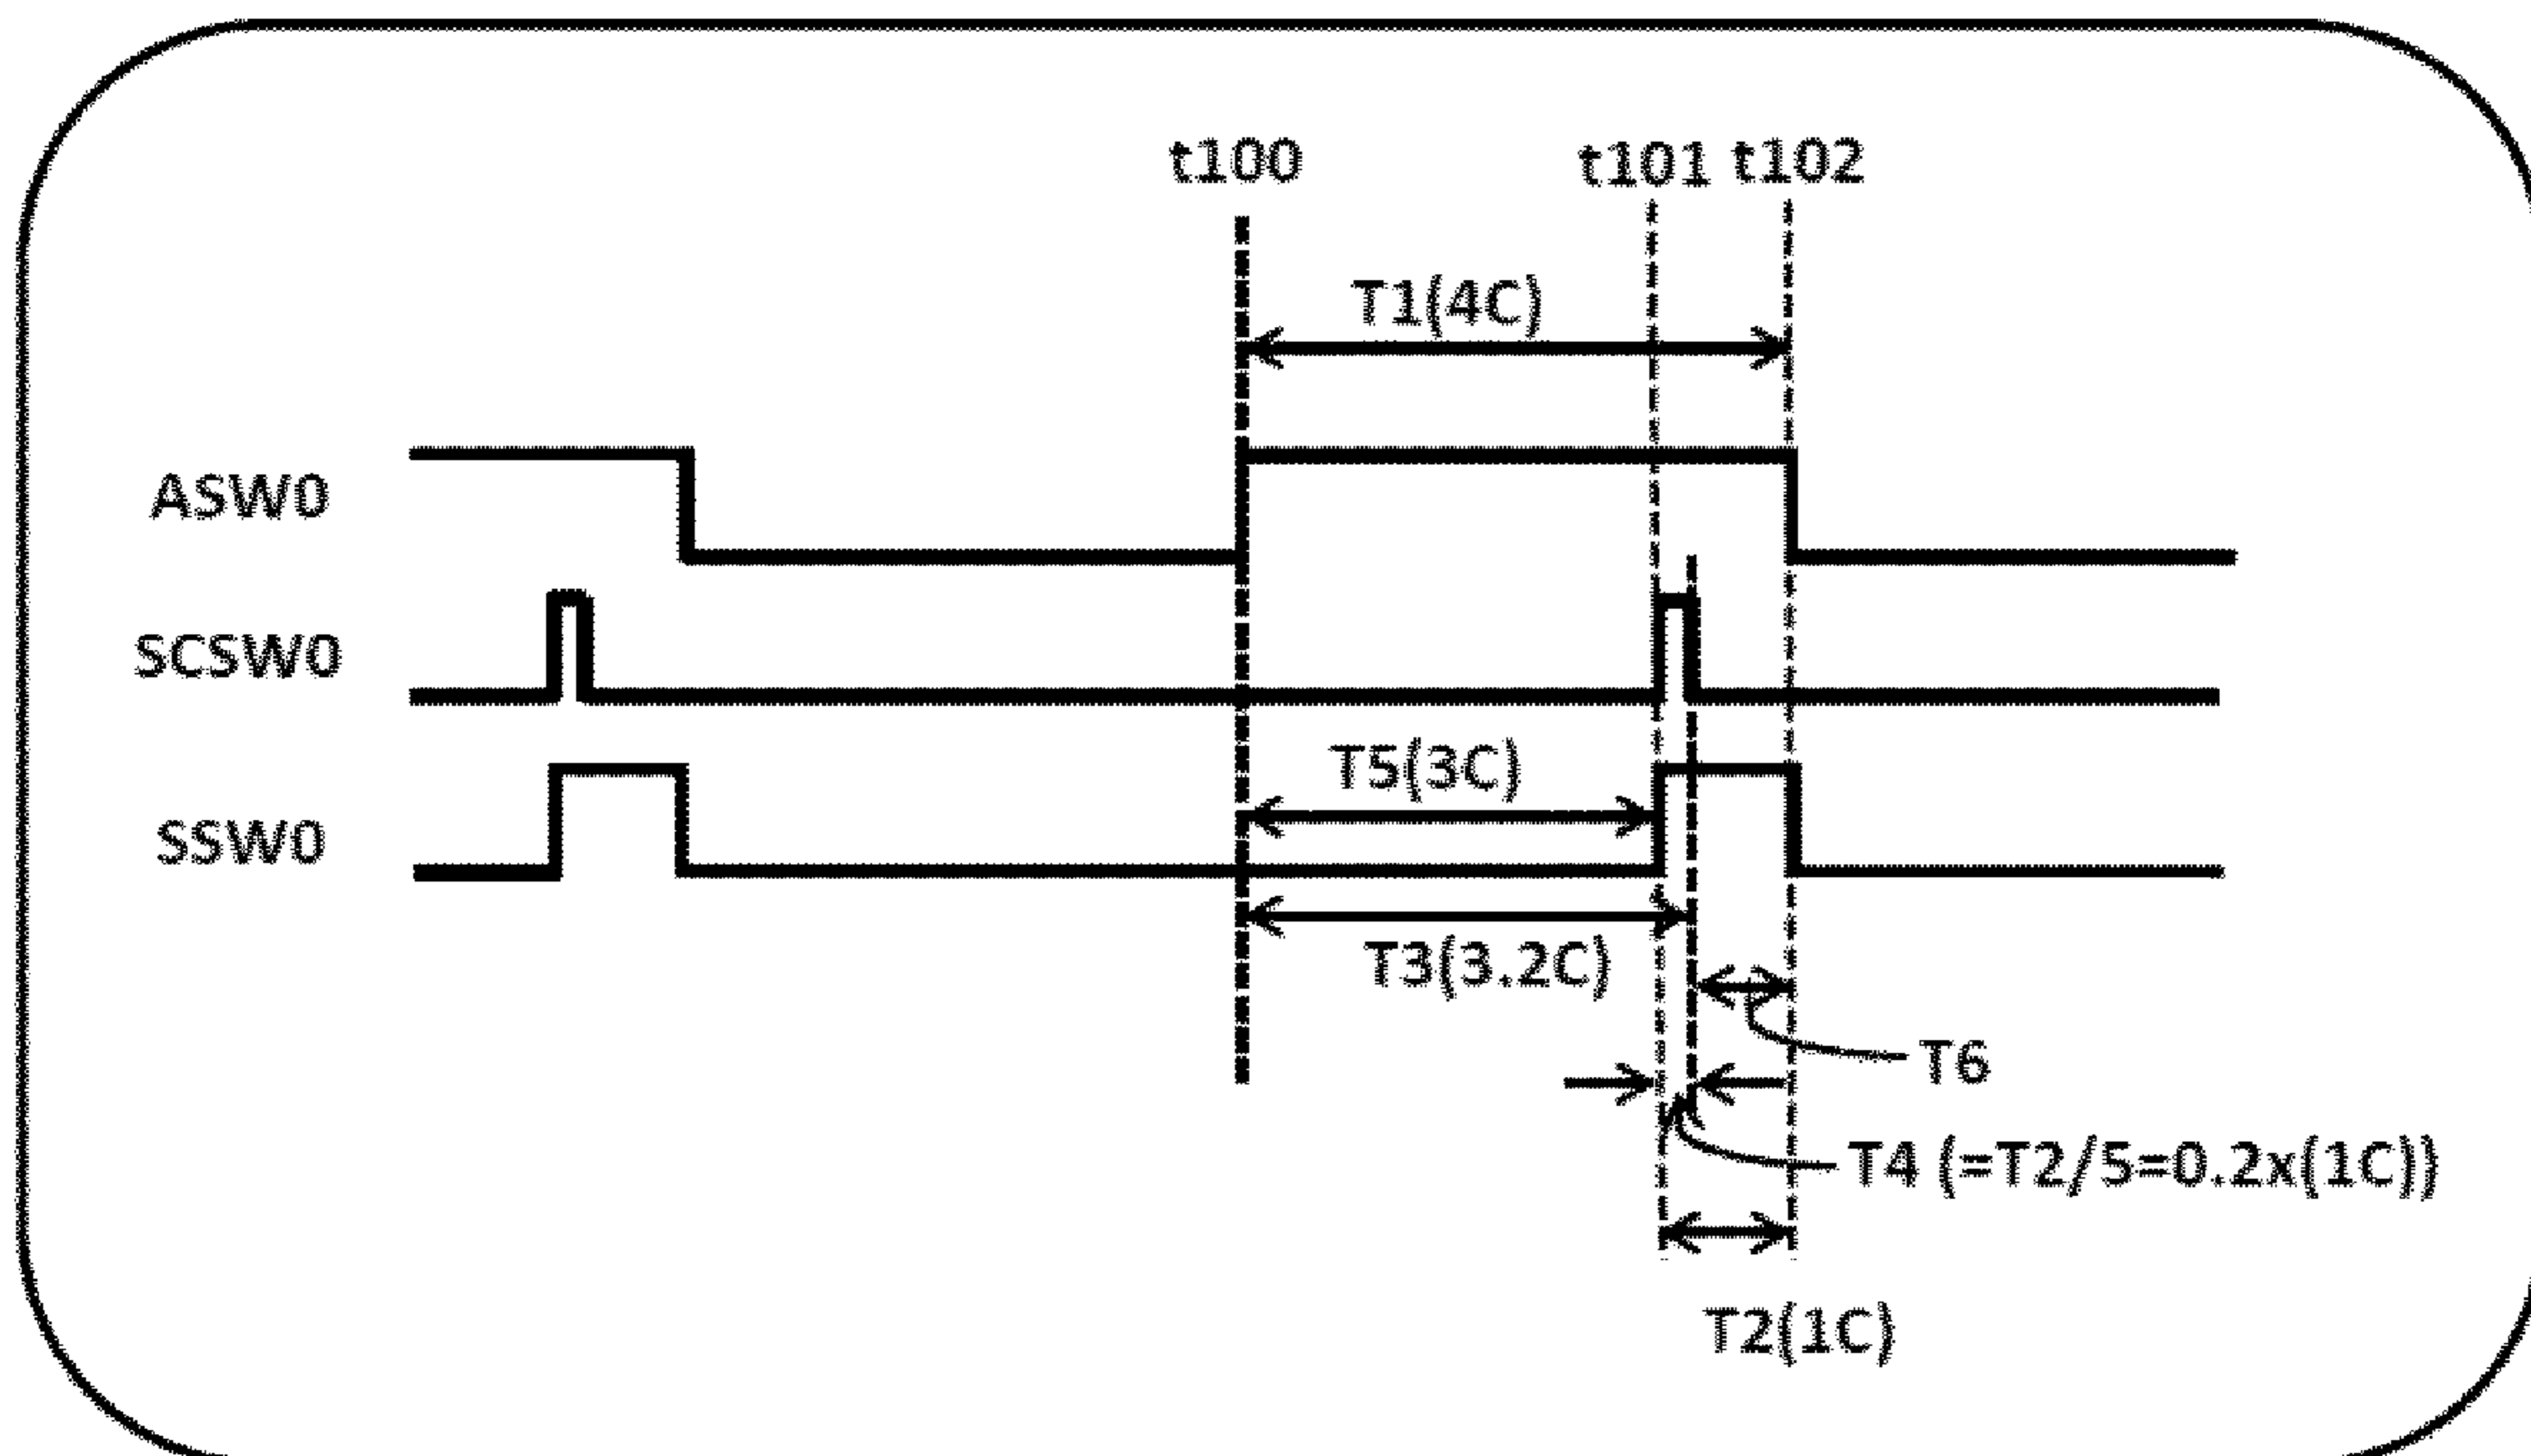 t100 t101 t102
T1(4C)
ASW0
SCSW0
T5(3C)
SSW0
T3(3.2C)
T6
T4 (=T2/5=0.2x(1C))
T2(1C)